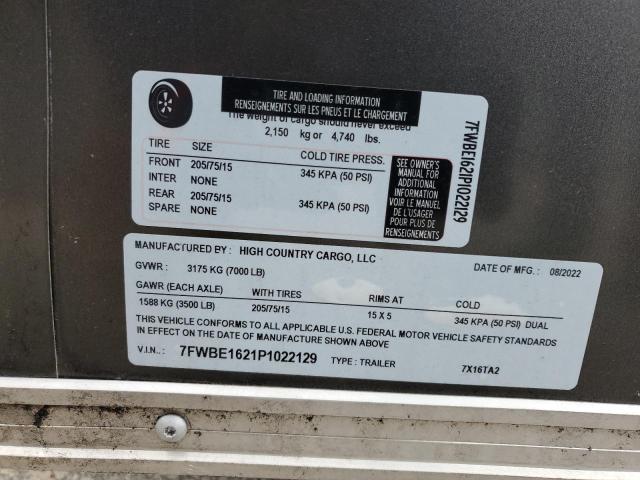 TIRE AND LOADING INFORMATION
RENSEIGNEMENTS SUR LES PNEUS ET LE CHARGEMENT
The weight of cargo should never exceed
2,150 kg or 4,740 lbs.
TIRE SIZE COLD TIRE PRESS.
FRONT 205/75/15 345 KPA (50 PSI)
INTER NONE
REAR 205/75/15 345 KPA (50 PSI)
SPARE NONE
SEE OWNER'S
MANUAL FOR
ADDITIONAL
INFORMATION
VOIR LE MANUEL
DE L'USAGER
POUR PLUS DE
RENSEIGNEMENTS
7FWBE1621P1022129
MANUFACTURED BY: HIGH COUNTRY CARGO, LLC DATE OF MFG.: 08/2022
GVWR: 3175 KG (7000 LB)
GAWR (EACH AXLE) WITH TIRES RIMS AT COLD
1588 KG (3500 LB) 205/75/15 15 X 5 345 KPA (50 PSI) DUAL
THIS VEHICLE CONFORMS TO ALL APPLICABLE U.S. FEDERAL MOTOR VEHICLE SAFETY STANDARDS
IN EFFECT ON THE DATE OF MANUFACTURE SHOWN ABOVE
V.I.N.: 7FWBE1621P1022129 TYPE: TRAILER 7X16TA2